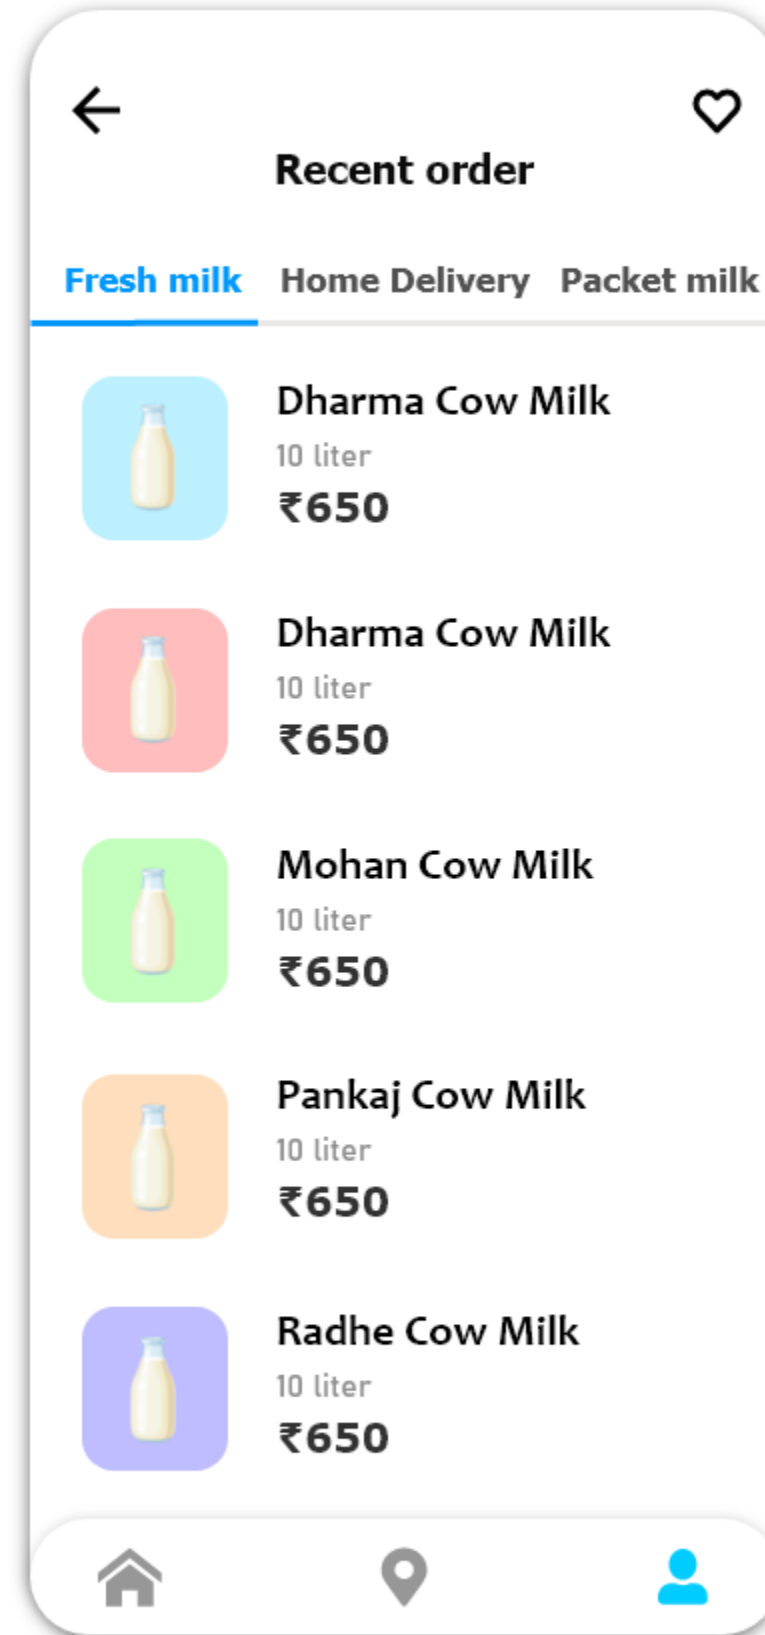 Recent order
Fresh milk Home Delivery Packet milk
Dharma Cow Milk
10 liter
₹650
Dharma Cow Milk
10 liter
₹650
Mohan Cow Milk
10 liter
₹650
Pankaj Cow Milk
10 liter
₹650
Radhe Cow Milk
10 liter
₹650